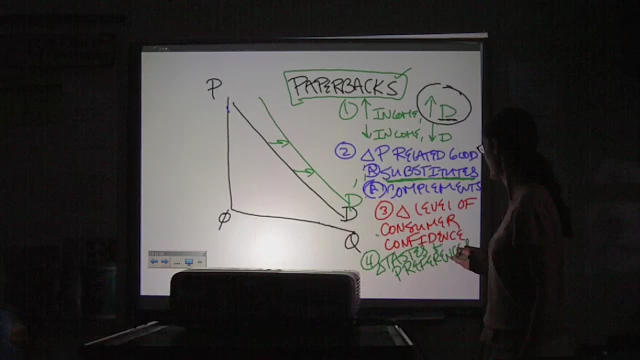 P
PAPERBACKS
① ↑ INCOME, ↑ D
↓ INCOME, ↓ D
② Δ P RELATED GOOD
Ⓑ SUBSTITUTES
Ⓐ COMPLEMENTS
③ Δ LEVEL OF
CONSUMER
CONFIDENCE
④ Δ TASTES &
PREFERENCES
D'
D
Ø
Q